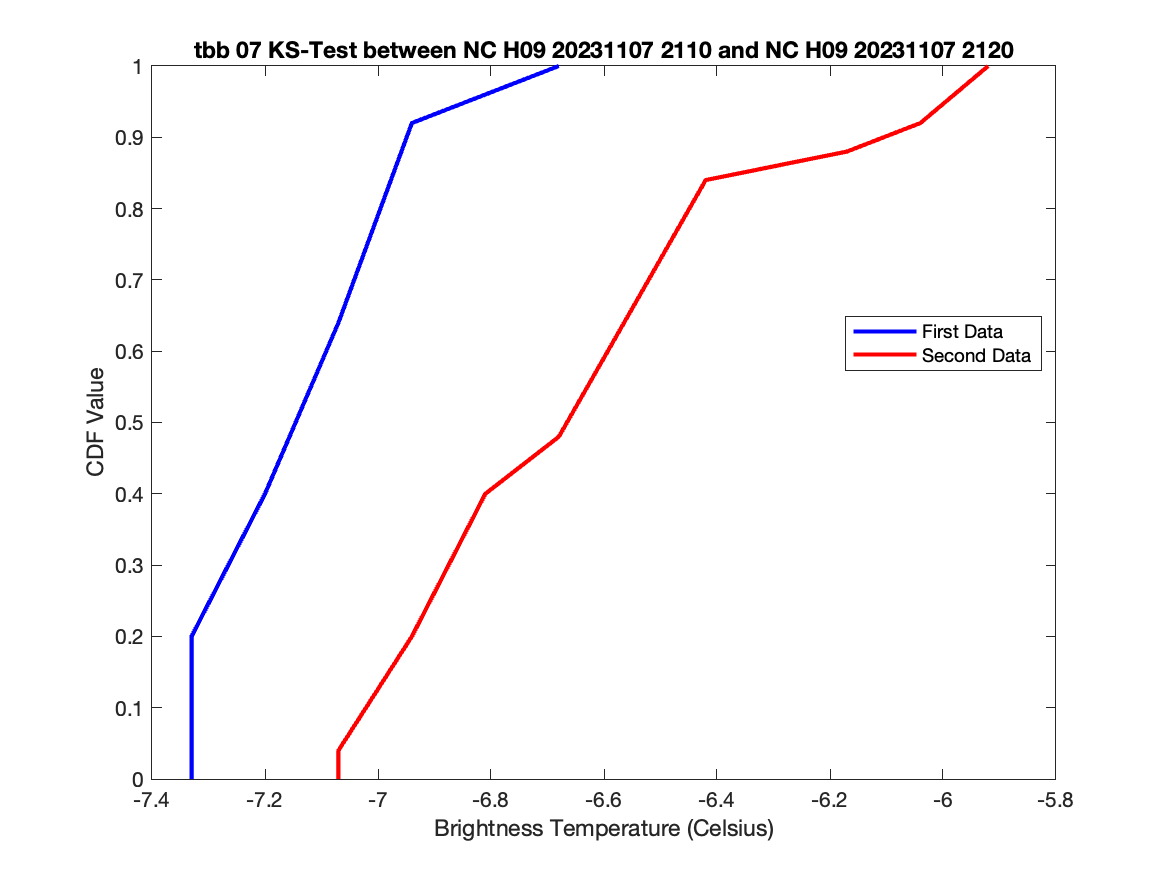 tbb 07 KS-Test between NC H09 20231107 2110 and NC H09 20231107 2120
1
0.9
0.8
0.7
0.6
0.5
0.4
0.3
0.2
0.1
0
CDF Value
First Data
Second Data
-7.4 -7.2 -7 -6.8 -6.6 -6.4 -6.2 -6 -5.8
Brightness Temperature (Celsius)